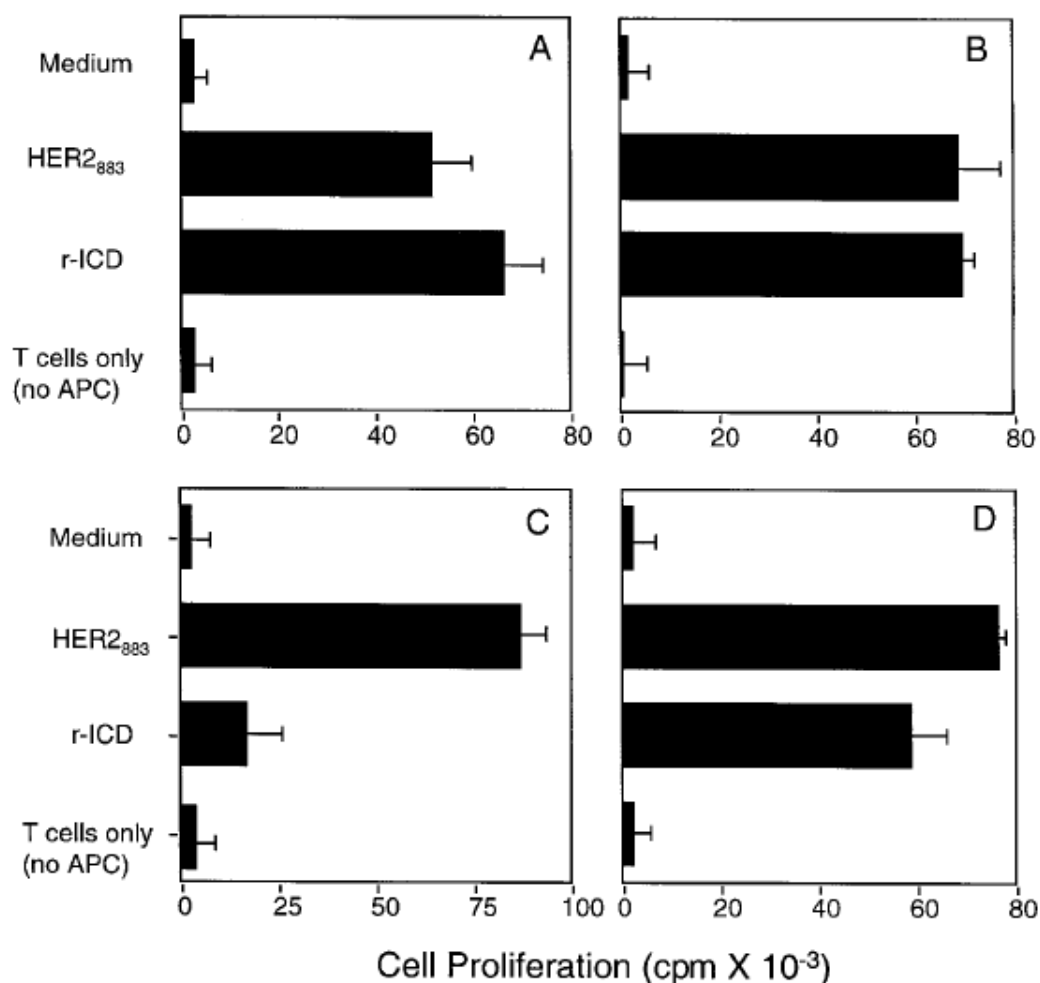 A
Medium
HER2₈₈₃
r-ICD
T cells only
(no APC)
0 20 40 60 80
B
0 20 40 60 80
C
Medium
HER2₈₈₃
r-ICD
T cells only
(no APC)
0 25 50 75 100
D
0 20 40 60 80
Cell Proliferation (cpm X 10⁻³)